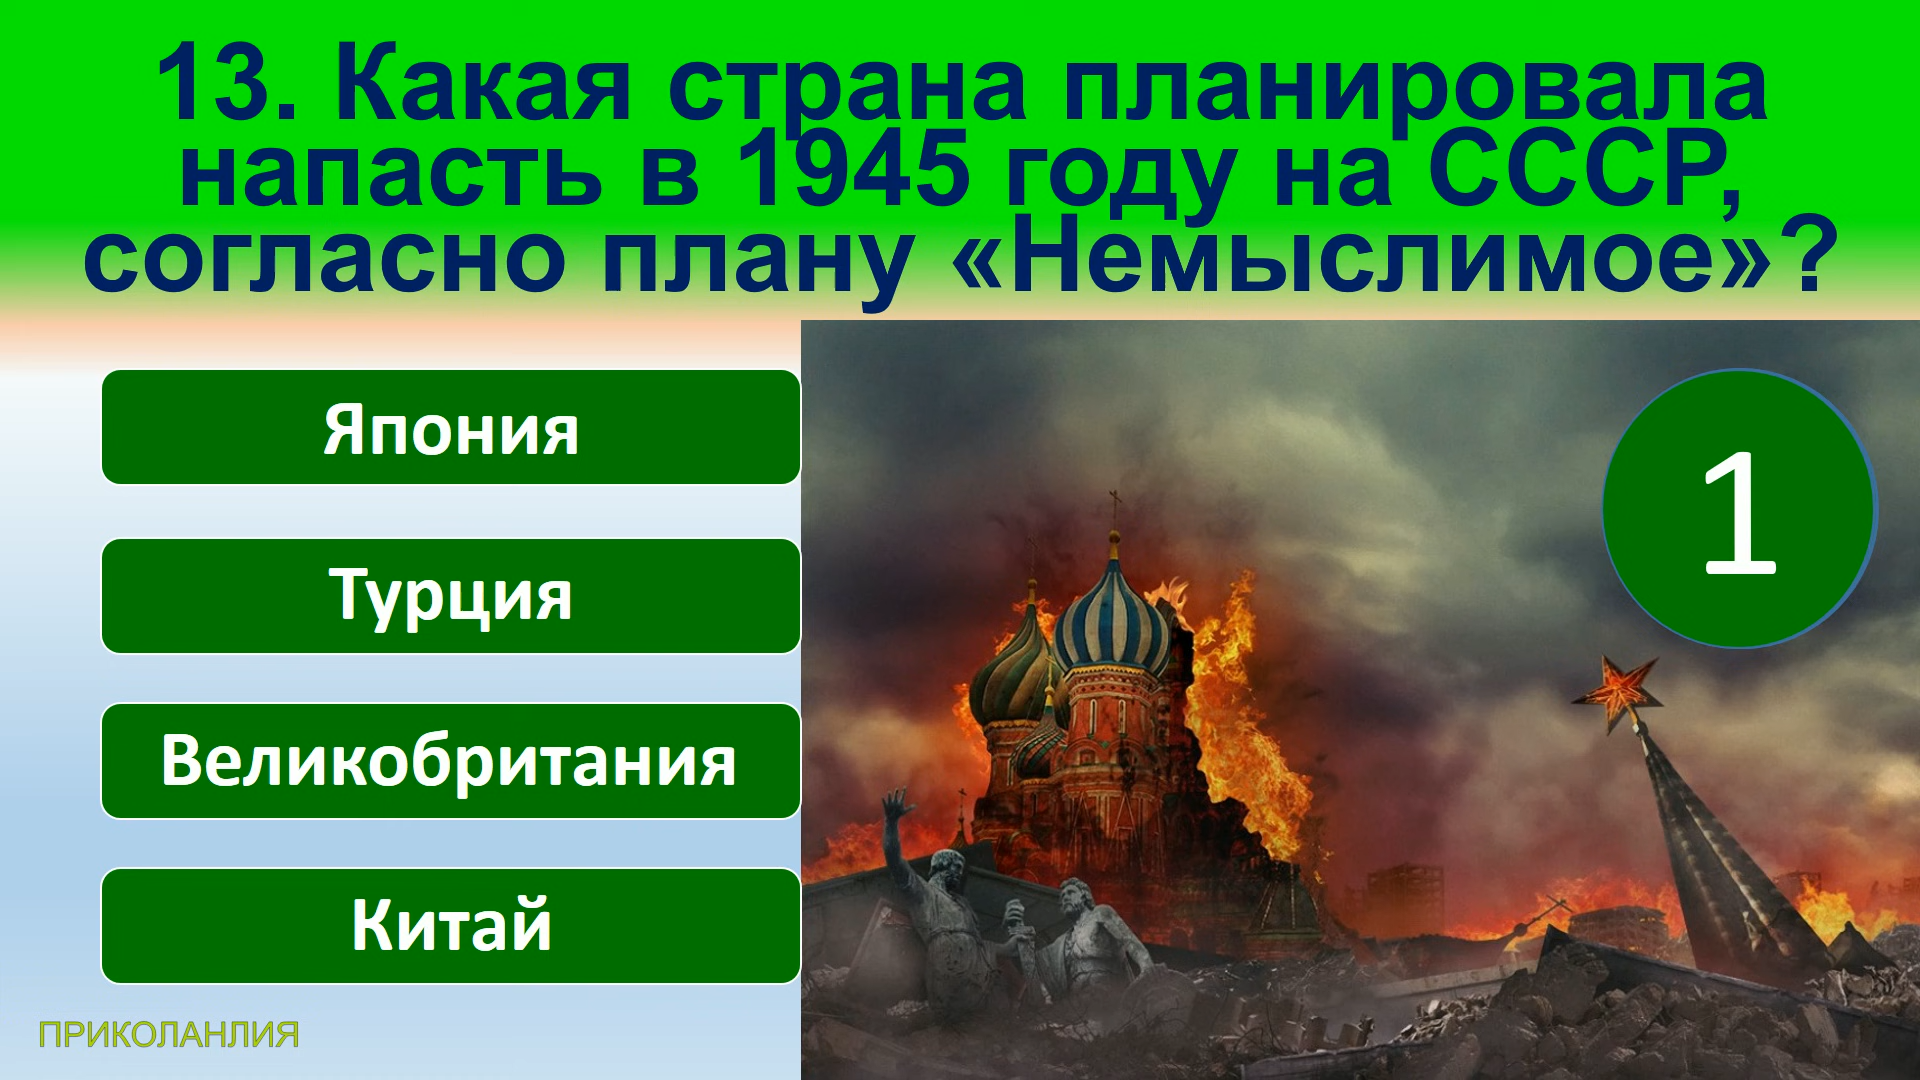 13. Какая страна планировала
напасть в 1945 году на СССР,
согласно плану «Немыслимое»?
Япония
1
Турция
Великобритания
Китай
ПРИКОЛАНЛИЯ